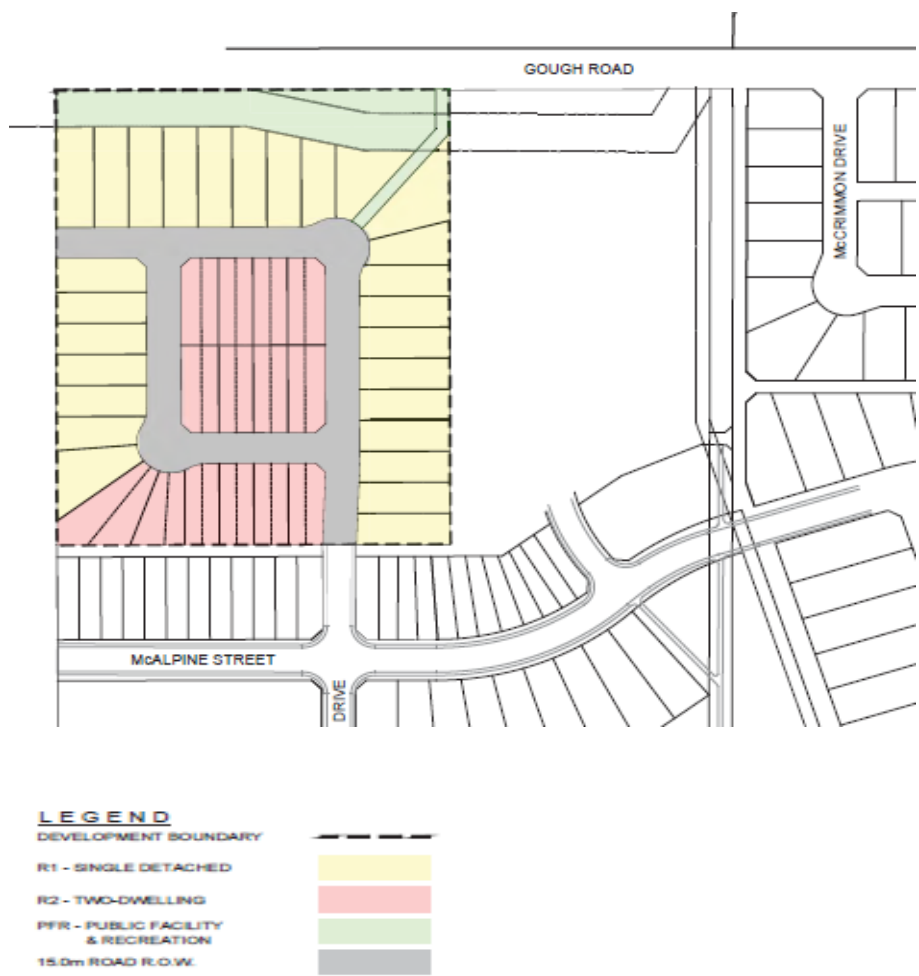 GOUGH ROAD
McCRIMMON DRIVE
McALPINE STREET
DRIVE
LEGEND
DEVELOPMENT BOUNDARY
R1 - SINGLE DETACHED
R2 - TWO-DWELLING
PFR - PUBLIC FACILITY
& RECREATION
15.0m ROAD R.O.W.